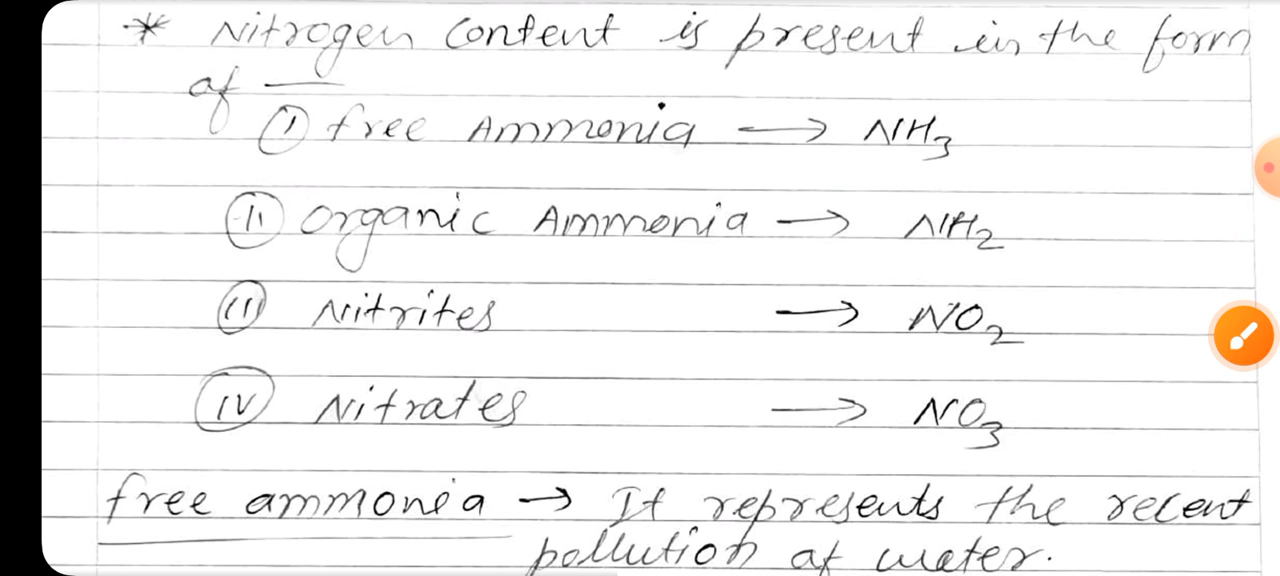 * Nitrogen content is present in the form
of —
(I) free Ammonia → NH3
(II) Organic Ammonia → NH2
(III) Nitrites → NO2
(IV) Nitrates → NO3
free ammonia → It represents the recent
pollution of water.